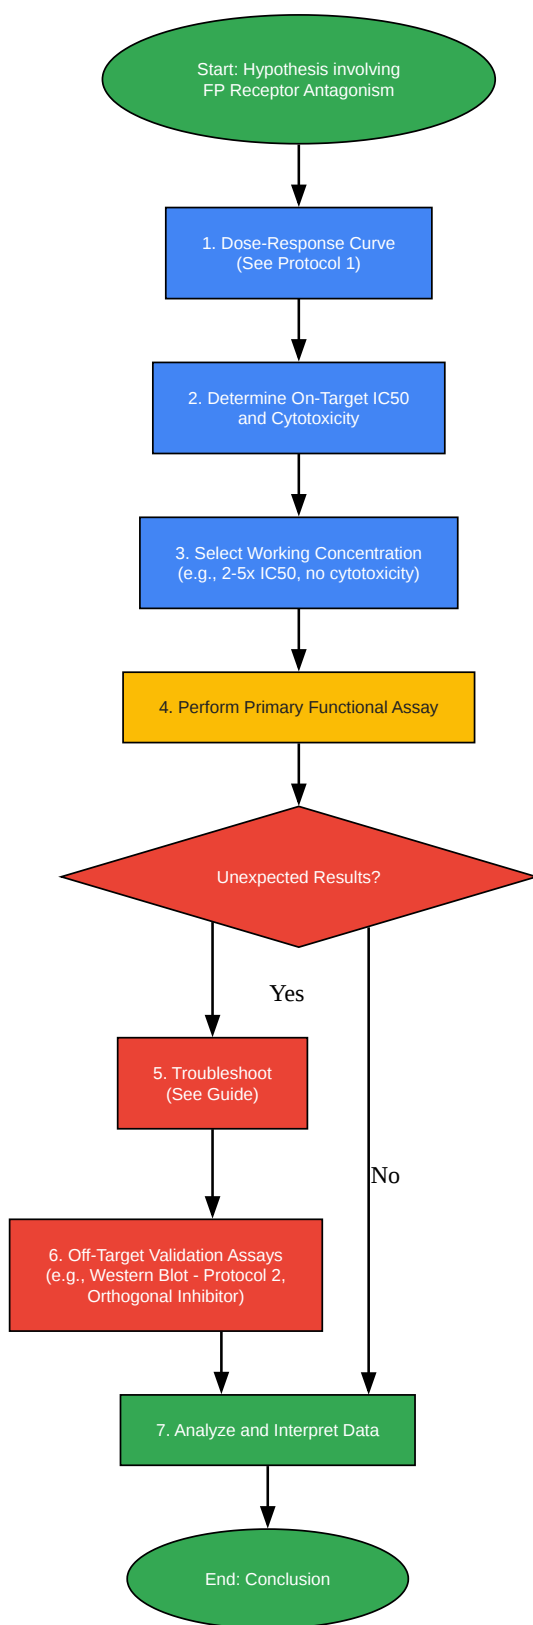 Start: Hypothesis involving
FP Receptor Antagonism
1. Dose-Response Curve
(See Protocol 1)
2. Determine On-Target IC50
and Cytotoxicity
3. Select Working Concentration
(e.g., 2-5x IC50, no cytotoxicity)
4. Perform Primary Functional Assay
Unexpected Results?
Yes
5. Troubleshoot
(See Guide)
No
6. Off-Target Validation Assays
(e.g., Western Blot - Protocol 2,
Orthogonal Inhibitor)
7. Analyze and Interpret Data
End: Conclusion